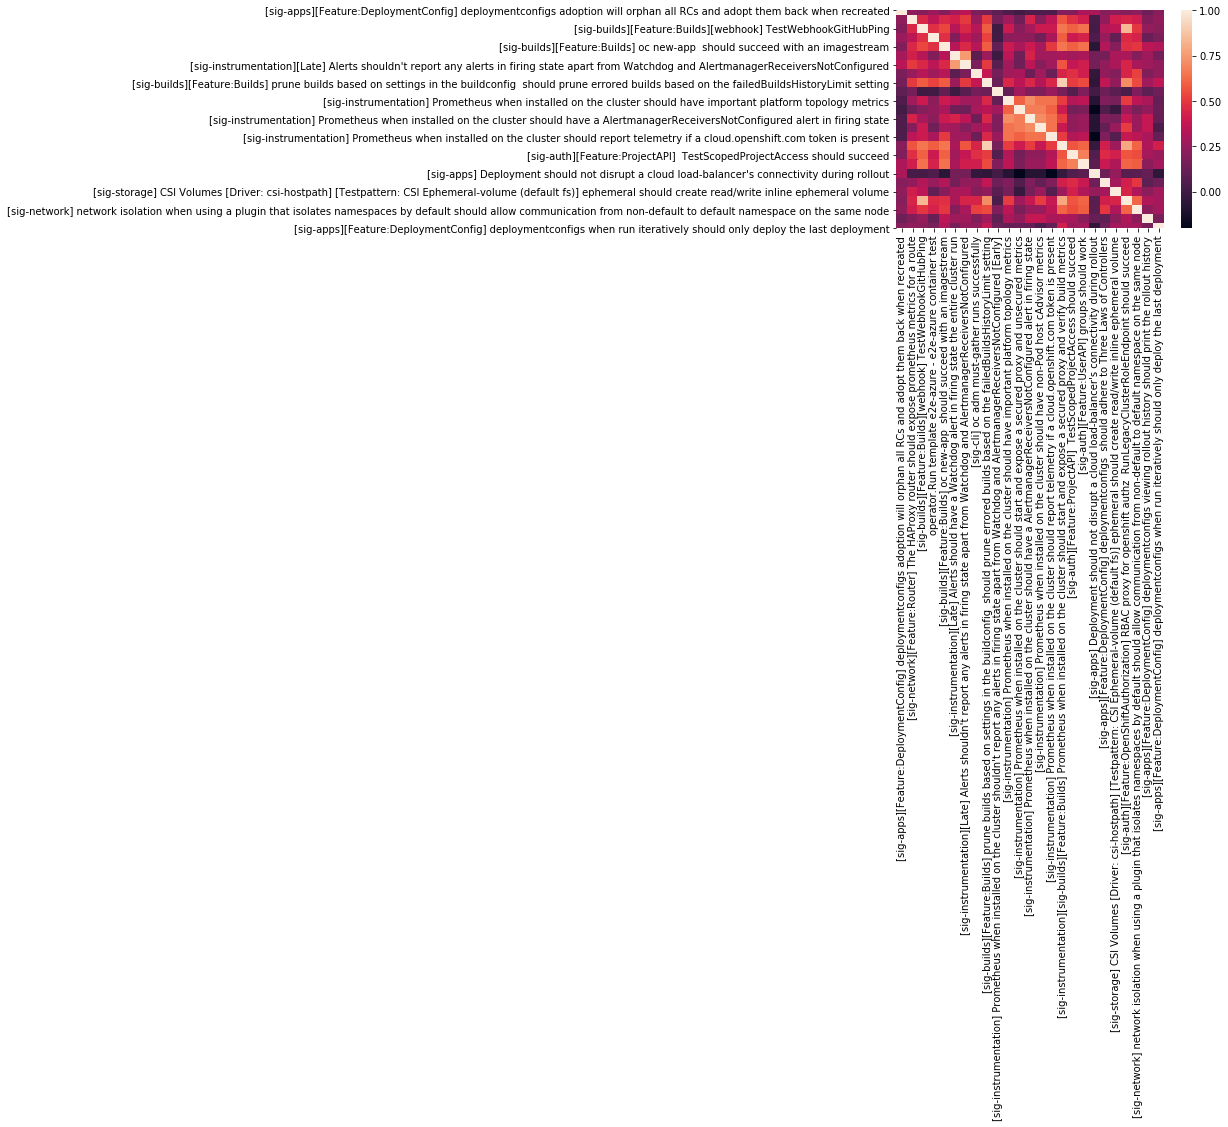 [sig-apps][Feature:DeploymentConfig] deploymentconfigs adoption will orphan all RCs and adopt them back when recreated
[sig-builds][Feature:Builds][webhook] TestWebhookGitHubPing
[sig-builds][Feature:Builds] oc new-app  should succeed with an imagestream
[sig-instrumentation][Late] Alerts shouldn't report any alerts in firing state apart from Watchdog and AlertmanagerReceiversNotConfigured
[sig-builds][Feature:Builds] prune builds based on settings in the buildconfig  should prune errored builds based on the failedBuildsHistoryLimit setting
[sig-instrumentation] Prometheus when installed on the cluster should have important platform topology metrics
[sig-instrumentation] Prometheus when installed on the cluster should have a AlertmanagerReceiversNotConfigured alert in firing state
[sig-instrumentation] Prometheus when installed on the cluster should report telemetry if a cloud.openshift.com token is present
[sig-auth][Feature:ProjectAPI]  TestScopedProjectAccess should succeed
[sig-apps] Deployment should not disrupt a cloud load-balancer's connectivity during rollout
[sig-storage] CSI Volumes [Driver: csi-hostpath] [Testpattern: CSI Ephemeral-volume (default fs)] ephemeral should create read/write inline ephemeral volume
[sig-network] network isolation when using a plugin that isolates namespaces by default should allow communication from non-default to default namespace on the same node
[sig-apps][Feature:DeploymentConfig] deploymentconfigs when run iteratively should only deploy the last deployment
1.00
0.75
0.50
0.25
0.00
[sig-apps][Feature:DeploymentConfig] deploymentconfigs adoption will orphan all RCs and adopt them back when recreated
[sig-network][Feature:Router] The HAProxy router should expose prometheus metrics for a route
[sig-builds][Feature:Builds][webhook] TestWebhookGitHubPing
operator.Run template e2e-azure - e2e-azure container test
[sig-builds][Feature:Builds] oc new-app  should succeed with an imagestream
[sig-instrumentation][Late] Alerts should have a Watchdog alert in firing state the entire cluster run
[sig-instrumentation][Late] Alerts shouldn't report any alerts in firing state apart from Watchdog and AlertmanagerReceiversNotConfigured
[sig-cli] oc adm must-gather runs successfully
[sig-builds][Feature:Builds] prune builds based on settings in the buildconfig  should prune errored builds based on the failedBuildsHistoryLimit setting
[sig-instrumentation] Prometheus when installed on the cluster shouldn't report any alerts in firing state apart from Watchdog and AlertmanagerReceiversNotConfigured [Early]
[sig-instrumentation] Prometheus when installed on the cluster should have important platform topology metrics
[sig-instrumentation] Prometheus when installed on the cluster should start and expose a secured proxy and unsecured metrics
[sig-instrumentation] Prometheus when installed on the cluster should have a AlertmanagerReceiversNotConfigured alert in firing state
[sig-instrumentation] Prometheus when installed on the cluster should have non-Pod host cAdvisor metrics
[sig-instrumentation] Prometheus when installed on the cluster should report telemetry if a cloud.openshift.com token is present
[sig-instrumentation][sig-builds][Feature:Builds] Prometheus when installed on the cluster should start and expose a secured proxy and verify build metrics
[sig-auth][Feature:ProjectAPI]  TestScopedProjectAccess should succeed
[sig-auth][Feature:UserAPI] groups should work
[sig-apps] Deployment should not disrupt a cloud load-balancer's connectivity during rollout
[sig-apps][Feature:DeploymentConfig] deploymentconfigs  should adhere to Three Laws of Controllers
[sig-storage] CSI Volumes [Driver: csi-hostpath] [Testpattern: CSI Ephemeral-volume (default fs)] ephemeral should create read/write inline ephemeral volume
[sig-auth][Feature:OpenShiftAuthorization] RBAC proxy for openshift authz  RunLegacyClusterRoleEndpoint should succeed
[sig-network] network isolation when using a plugin that isolates namespaces by default should allow communication from non-default to default namespace on the same node
[sig-apps][Feature:DeploymentConfig] deploymentconfigs viewing rollout history should print the rollout history
[sig-apps][Feature:DeploymentConfig] deploymentconfigs when run iteratively should only deploy the last deployment